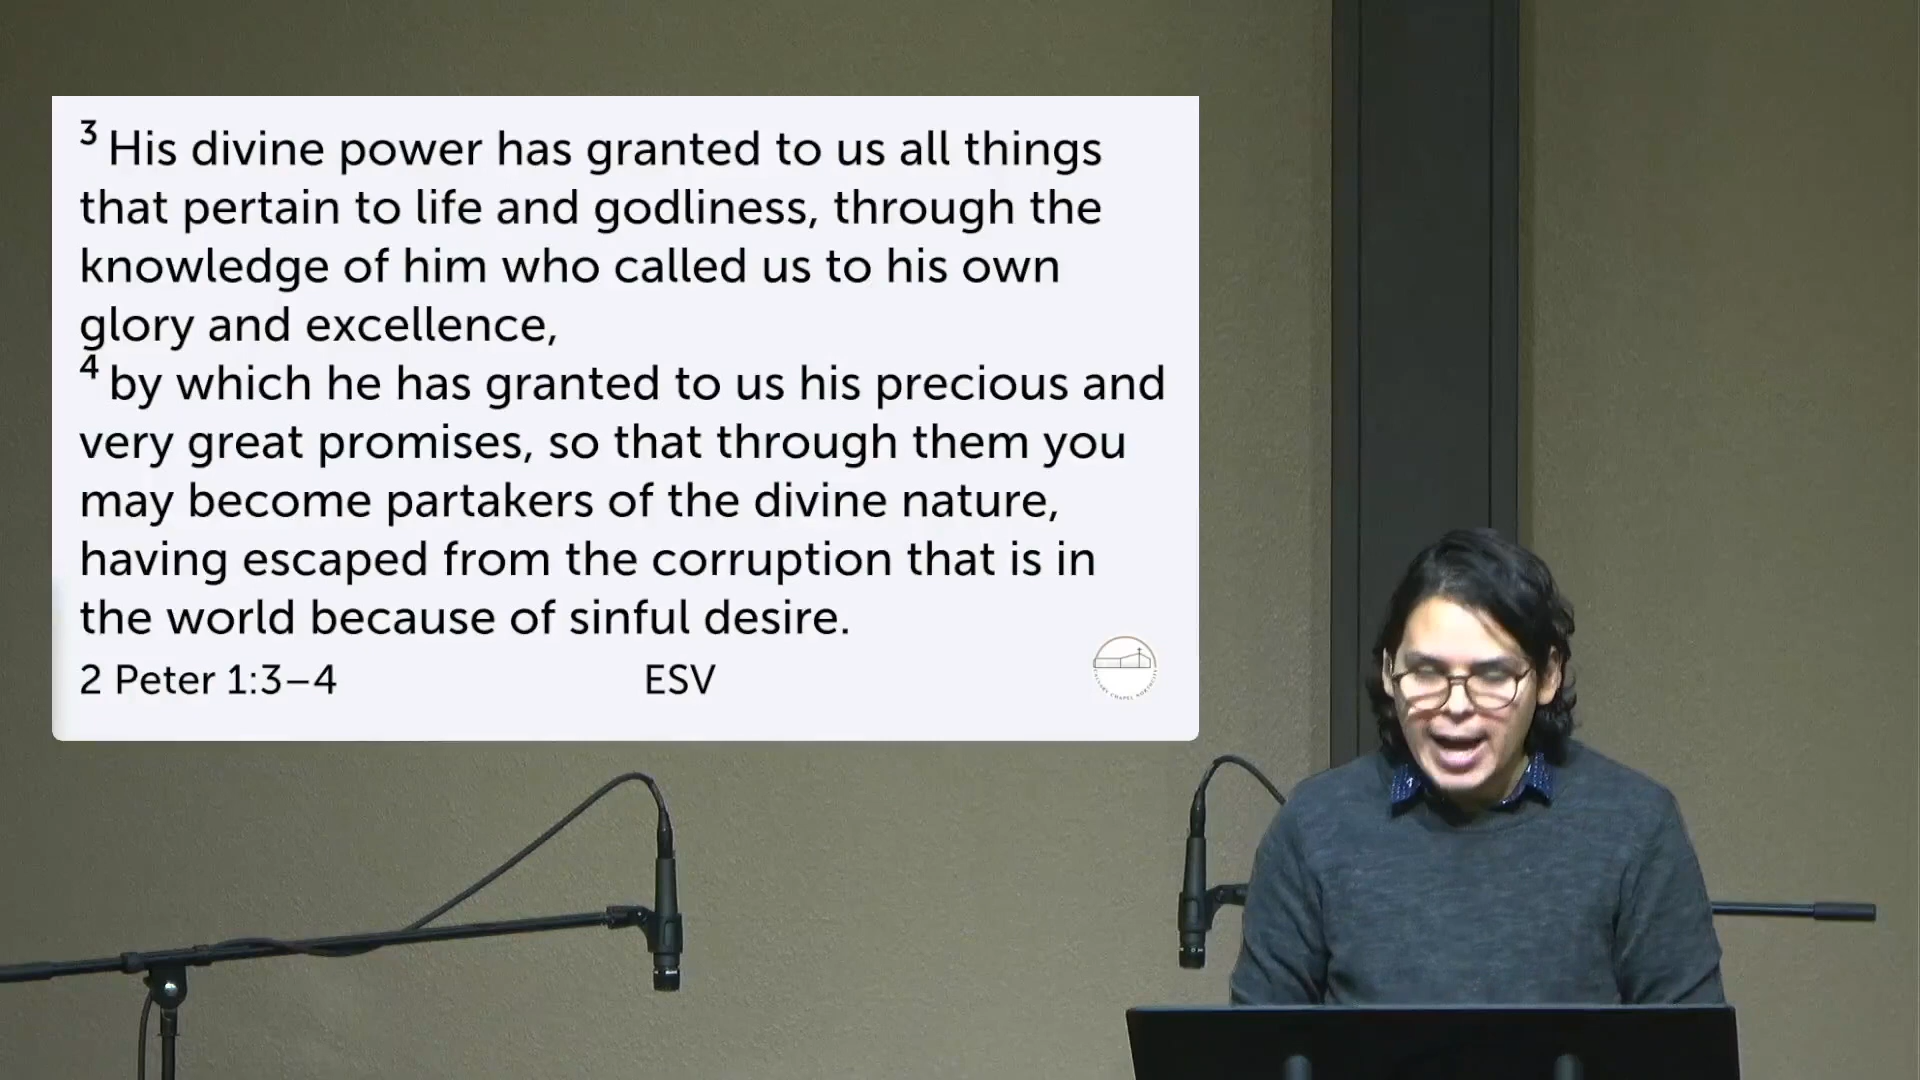 3 His divine power has granted to us all things
that pertain to life and godliness, through the
knowledge of him who called us to his own
glory and excellence,
4 by which he has granted to us his precious and
very great promises, so that through them you
may become partakers of the divine nature,
having escaped from the corruption that is in
the world because of sinful desire.
2 Peter 1:3–4 ESV
CALVARY CHAPEL NORTHGLENN